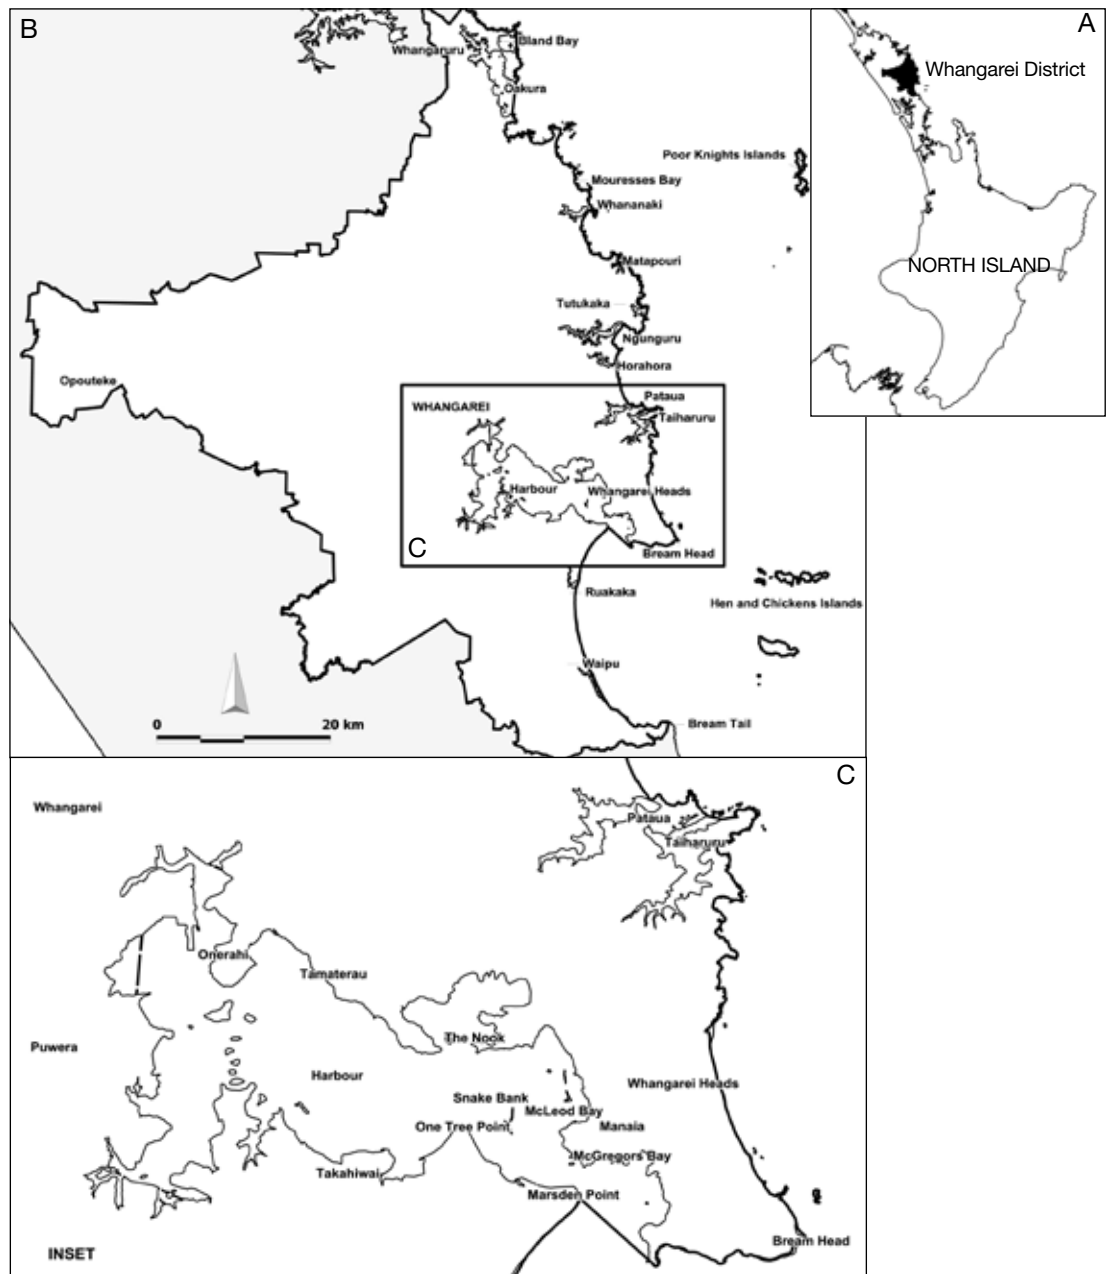 B
Whangaruru
Bland Bay
Oakura
Poor Knights Islands
Mouresses Bay
Whananaki
Matapouri
Tutukaka
Ngunguru
Horahora
Opouteke
Pataua
WHANGAREI
Taiharuru
Harbour
Whangarei Heads
C
Bream Head
Ruakaka
Hen and Chickens Islands
Waipu
0
20 km
Bream Tail
A
Whangarei District
NORTH ISLAND
C
Whangarei
Pataua
Taiharuru
Onerahi
Tamaterau
The Nook
Puwera
Harbour
Whangarei Heads
Snake Bank
McLeod Bay
One Tree Point
Manaia
McGregors Bay
Takahiwai
Marsden Point
Bream Head
INSET